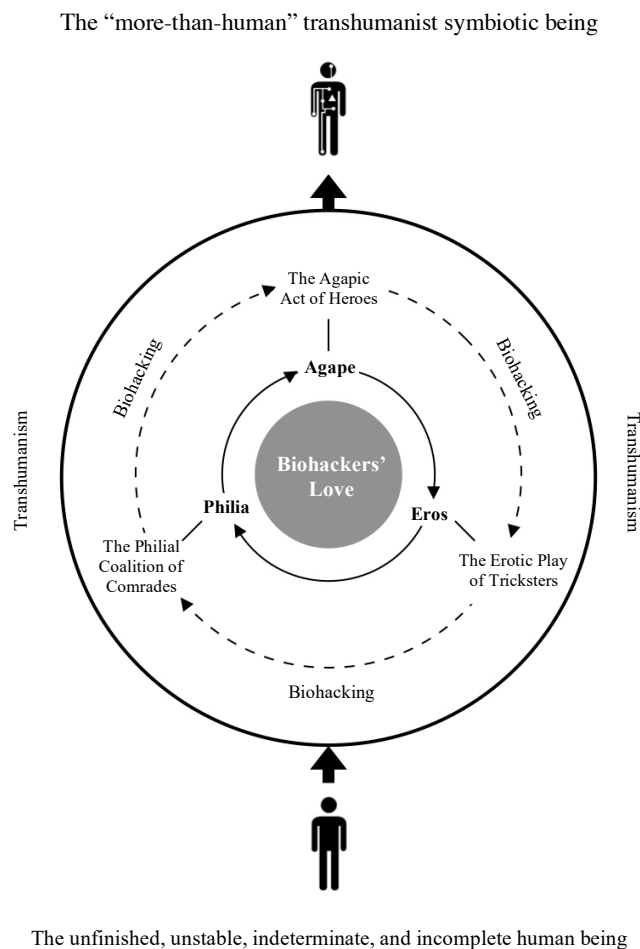 The “more-than-human” transhumanist symbiotic being
The Agapic
Act of Heroes
Biohacking
Biohacking
Agape
Transhumanism
Transhumanism
Biohackers’
Love
Philia
Eros
The Philial
Coalition of
Comrades
The Erotic Play
of Tricksters
Biohacking
The unfinished, unstable, indeterminate, and incomplete human being